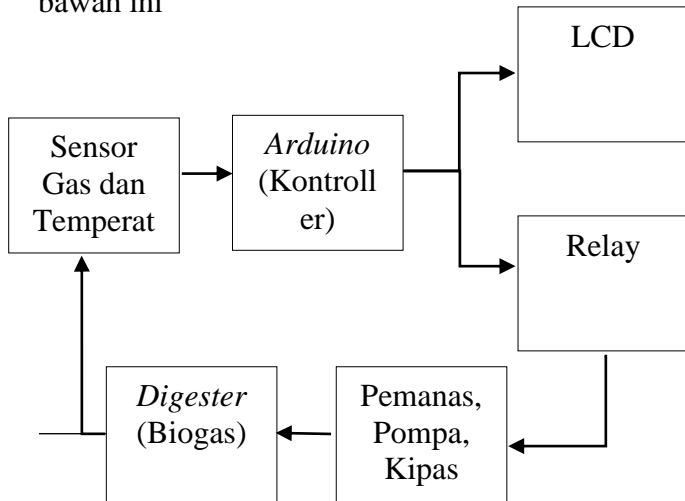 bawah ini
LCD
Sensor
Gas dan
Temperat
Arduino
(Kontroll
er)
Relay
Digester
(Biogas)
Pemanas,
Pompa,
Kipas